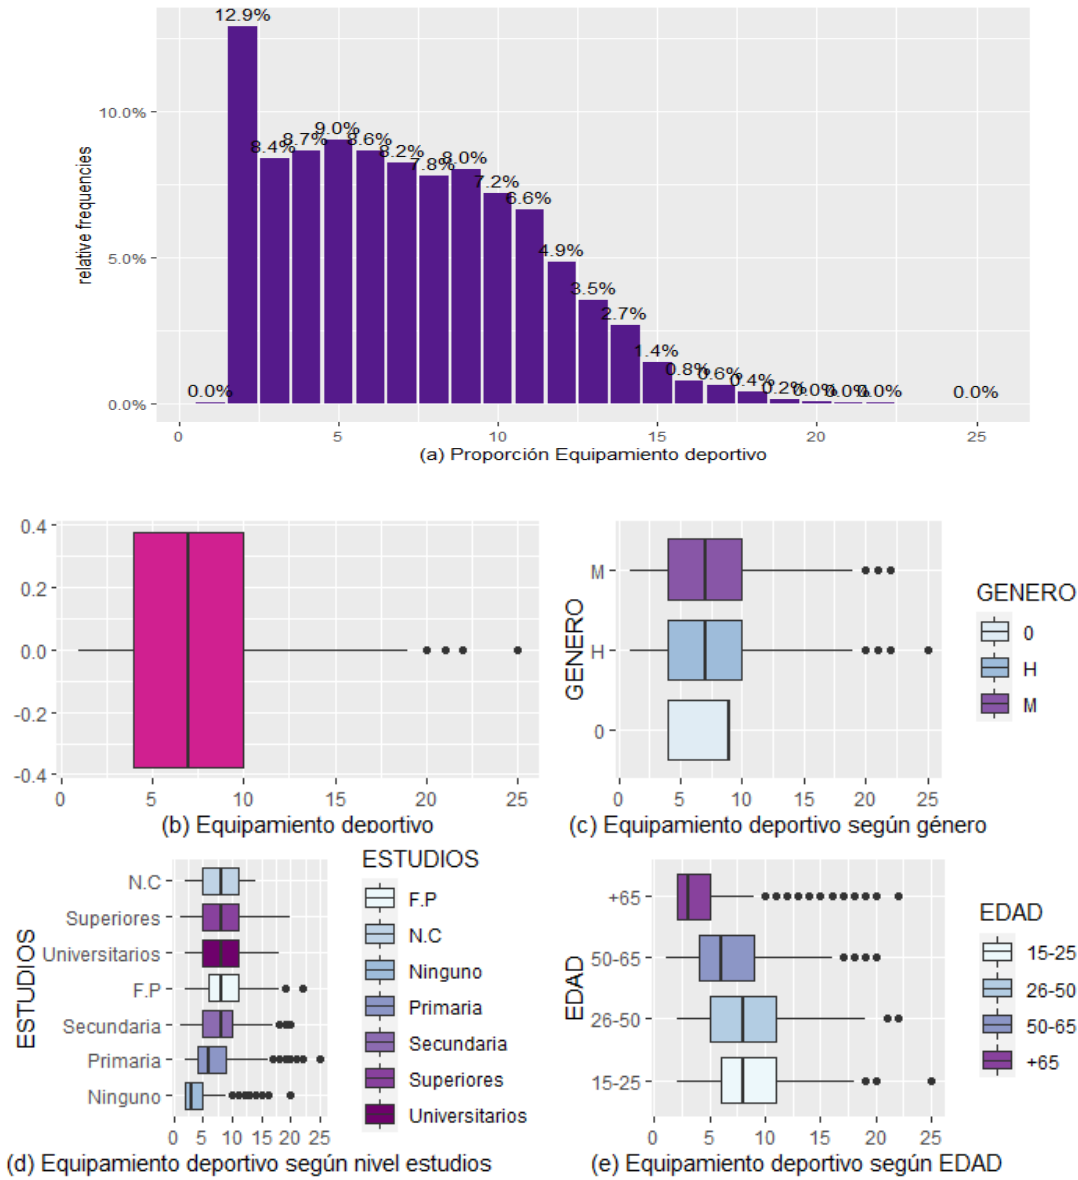 12.9%
8.4%
8.7%
9.0%
8.6%
8.2%
7.8%
8.0%
7.2%
6.6%
4.9%
3.5%
2.7%
1.4%
0.8%
0.6%
0.4%
0.2%
0.0%
0.0%
0.0%
0.0%
0.0%
10.0%
5.0%
0.0%
relative frequencies
0 5 10 15 20 25
(a) Proporción Equipamiento deportivo
0.4
0.2
0.0
-0.2
-0.4
0 5 10 15 20 25
(b) Equipamiento deportivo
GENERO
M
H
0
0 5 10 15 20 25
(c) Equipamiento deportivo según género
GENERO
0
H
M
ESTUDIOS
N.C
Superiores
Universitarios
F.P
Secundaria
Primaria
Ninguno
0 5 10 15 20 25
(d) Equipamiento deportivo según nivel estudios
ESTUDIOS
F.P
N.C
Ninguno
Primaria
Secundaria
Superiores
Universitarios
EDAD
+65
50-65
26-50
15-25
0 5 10 15 20 25
(e) Equipamiento deportivo según EDAD
EDAD
15-25
26-50
50-65
+65